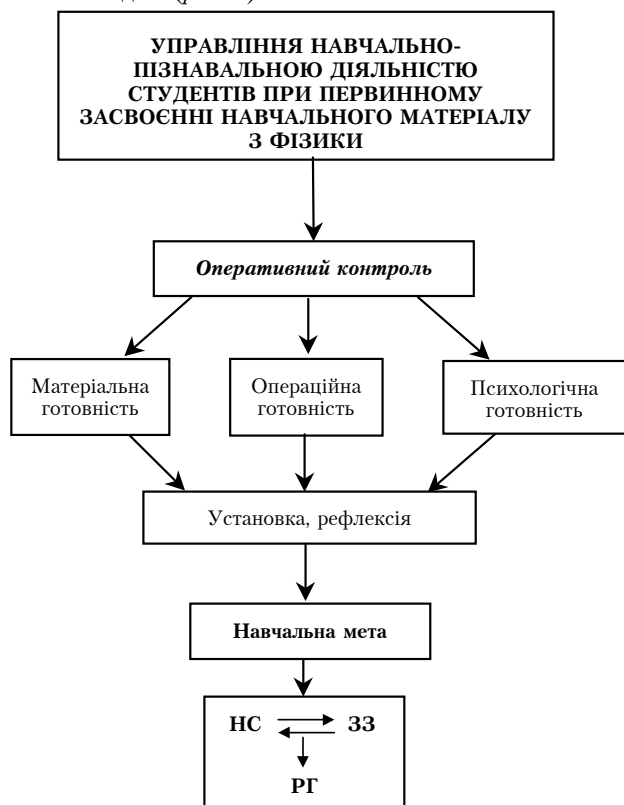 УПРАВЛІННЯ НАВЧАЛЬНО-
ПІЗНАВАЛЬНОЮ ДІЯЛЬНІСТЮ
СТУДЕНТІВ ПРИ ПЕРВИННОМУ
ЗАСВОЄННІ НАВЧАЛЬНОГО МАТЕРІАЛУ
З ФІЗИКИ
Оперативний контроль
Матеріальна
готовність
Операційна
готовність
Психологічна
готовність
Установка, рефлексія
Навчальна мета
НС ЗЗ
РГ